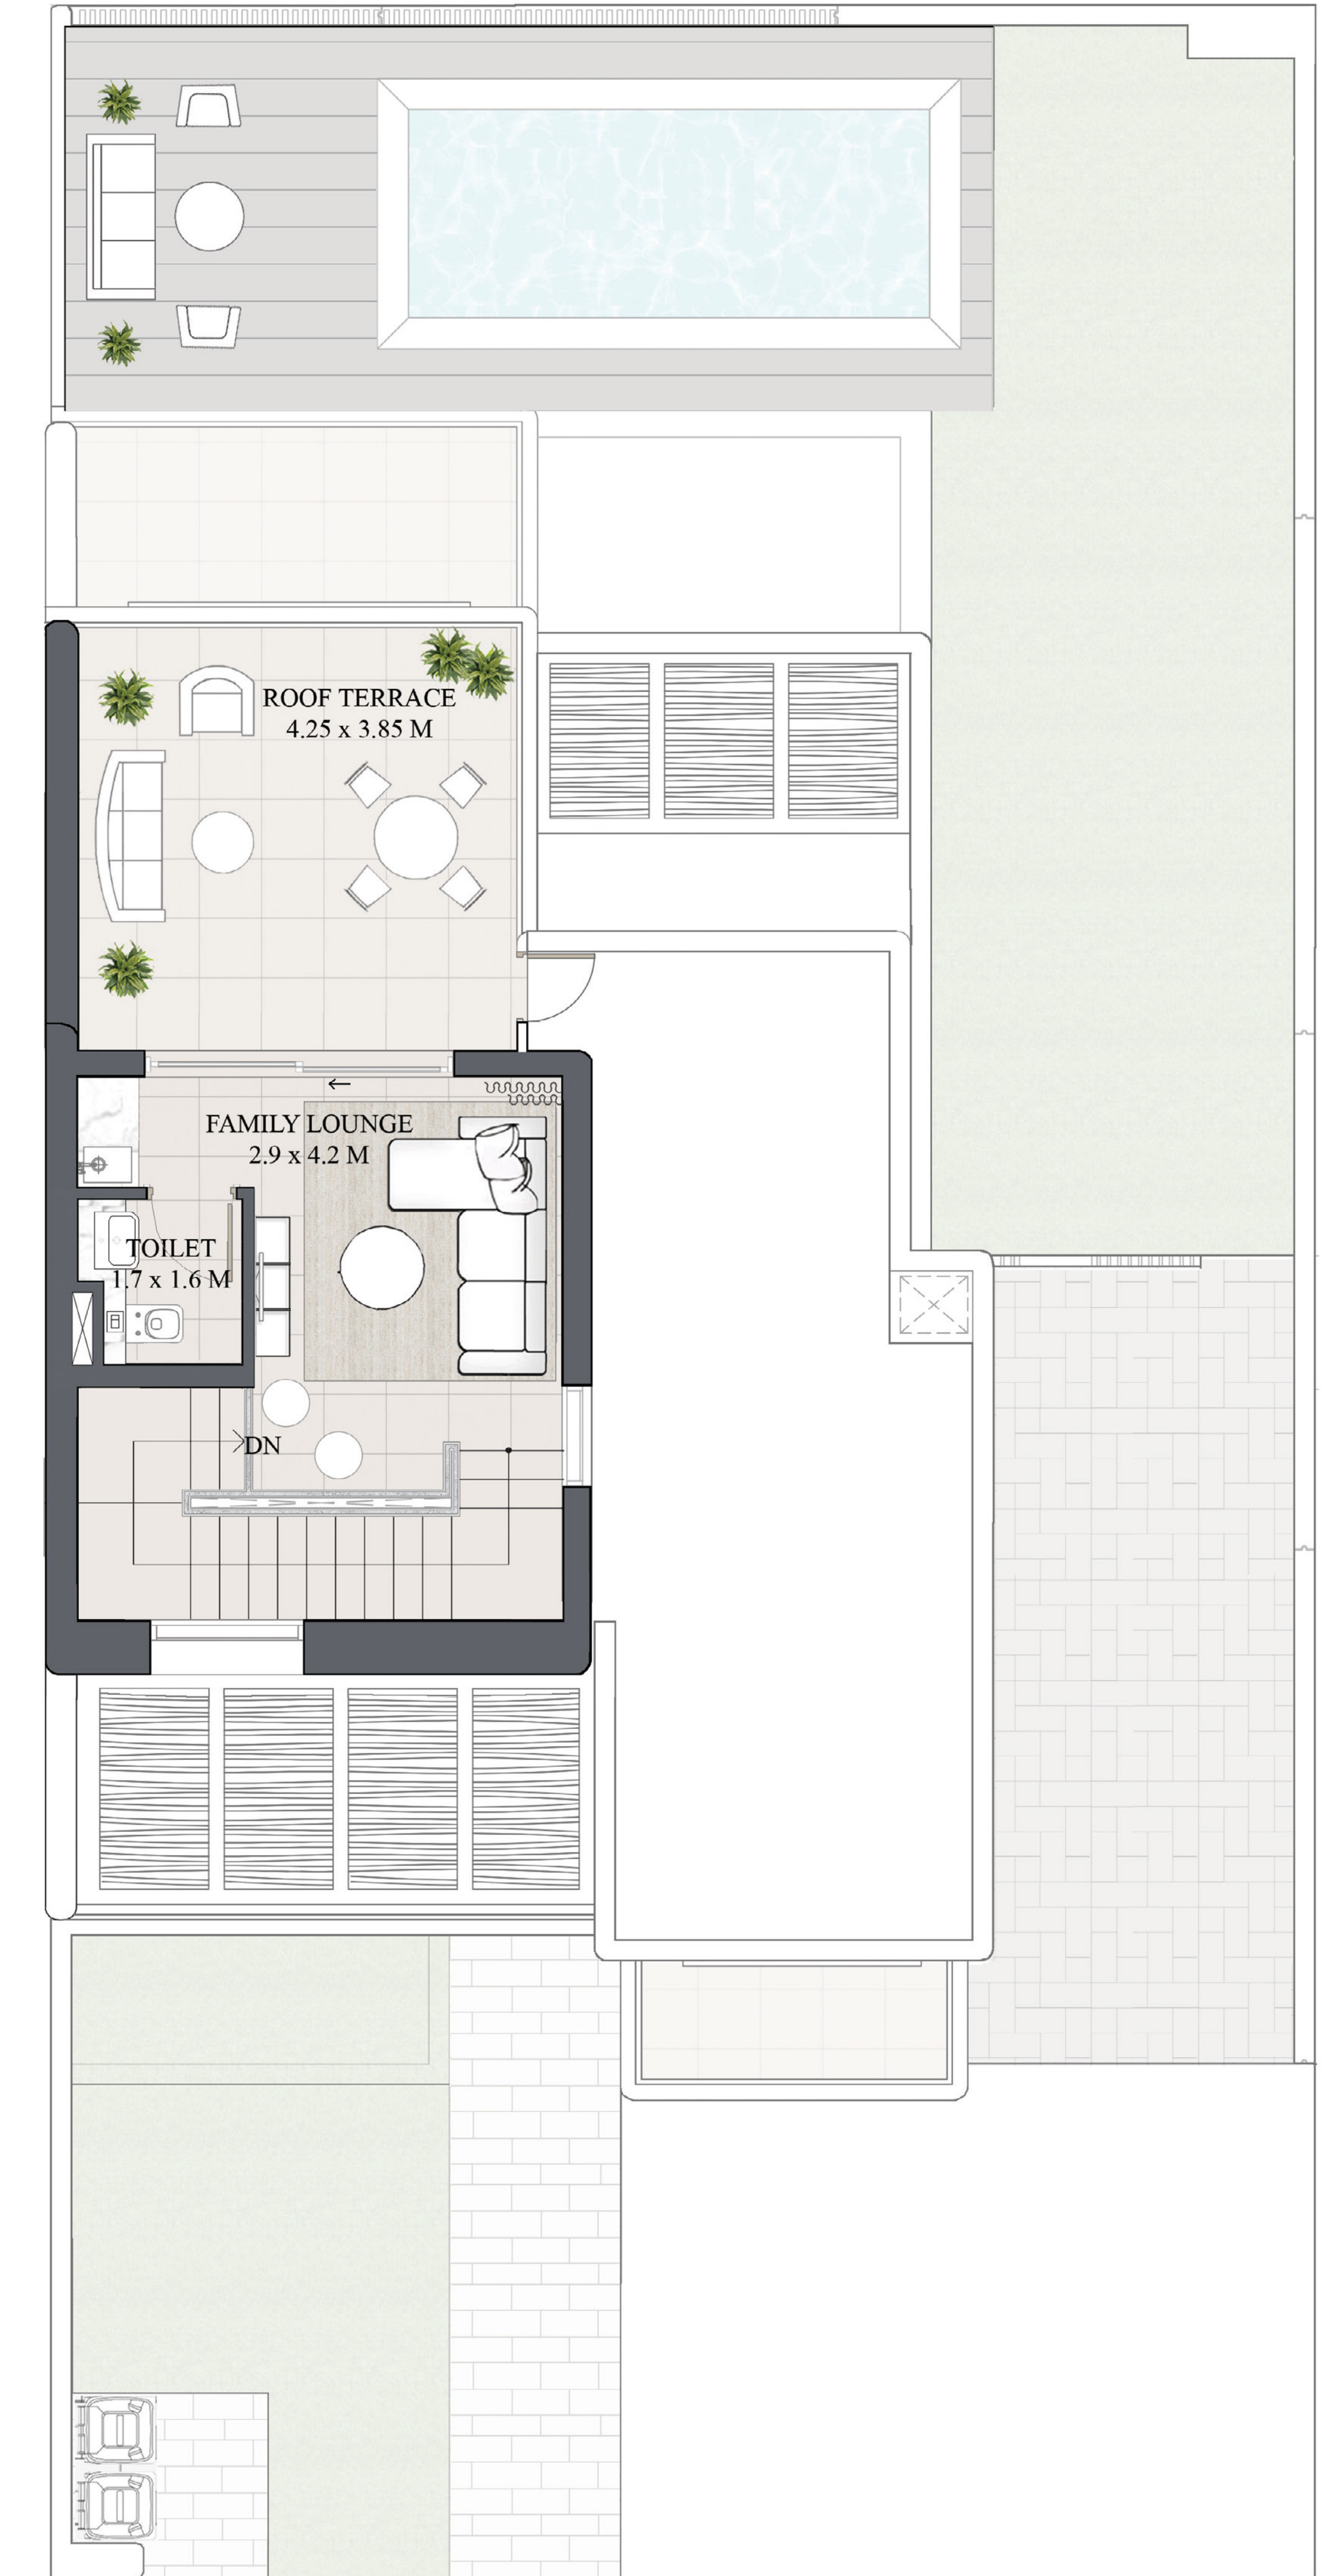 ROOF TERRACE
4.25 x 3.85 M
FAMILY LOUNGE
2.9 x 4.2 M
TOILET
1.7 x 1.6 M
DN